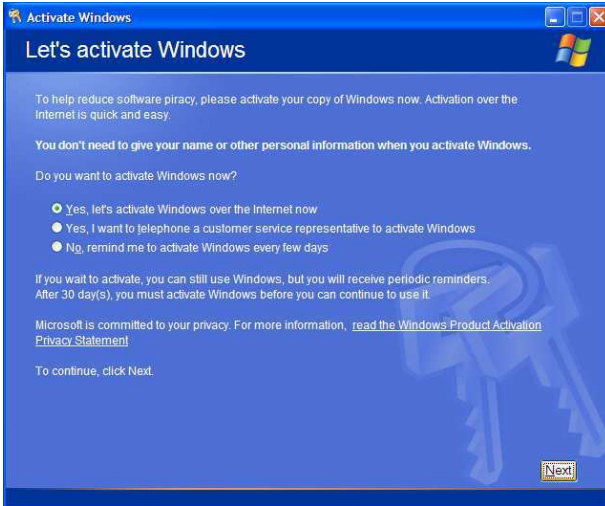 Activate Windows
Let's activate Windows
To help reduce software piracy, please activate your copy of Windows now. Activation over the
Internet is quick and easy.
You don't need to give your name or other personal information when you activate Windows.
Do you want to activate Windows now?
Yes, let's activate Windows over the Internet now
Yes, I want to telephone a customer service representative to activate Windows
No, remind me to activate Windows every few days
If you wait to activate, you can still use Windows, but you will receive periodic reminders.
After 30 day(s), you must activate Windows before you can continue to use it.
Microsoft is committed to your privacy. For more information, read the Windows Product Activation
Privacy Statement
To continue, click Next.
Next